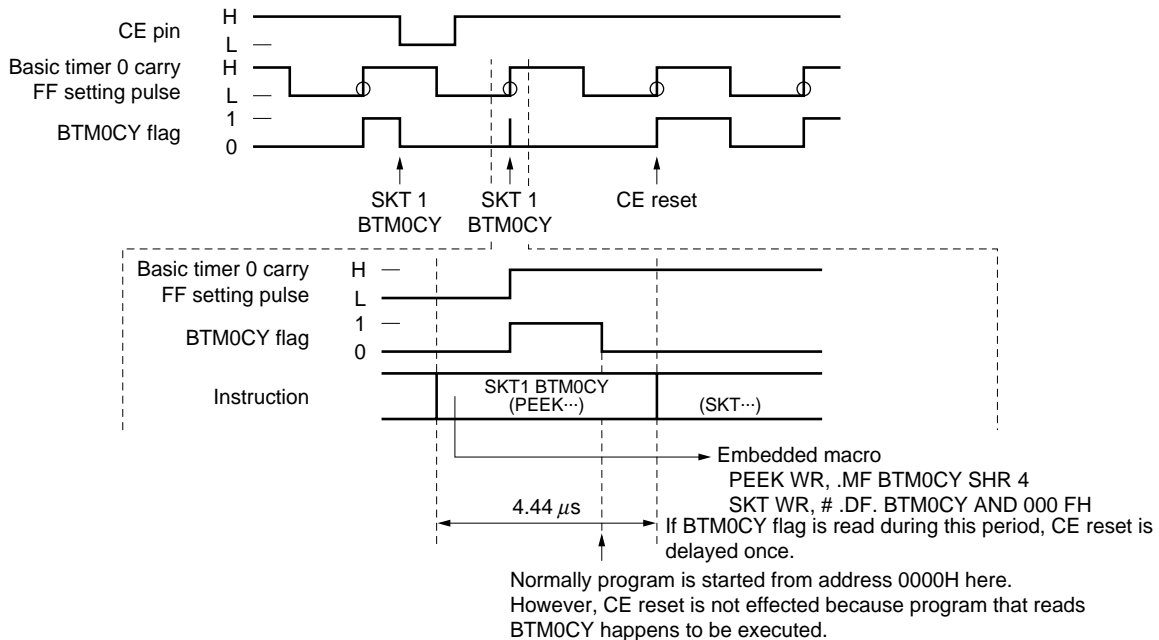 CE pin
H
L
Basic timer 0 carry
FF setting pulse
H
L
BTM0CY flag
1
0
SKT 1
BTM0CY
SKT 1
BTM0CY
CE reset
Basic timer 0 carry
FF setting pulse
H
L
BTM0CY flag
1
0
Instruction
SKT1 BTM0CY
(PEEK···)
(SKT···)
Embedded macro
PEEK WR, .MF BTM0CY SHR 4
SKT WR, # .DF. BTM0CY AND 000 FH
4.44 μs
If BTM0CY flag is read during this period, CE reset is
delayed once.
Normally program is started from address 0000H here.
However, CE reset is not effected because program that reads
BTM0CY happens to be executed.